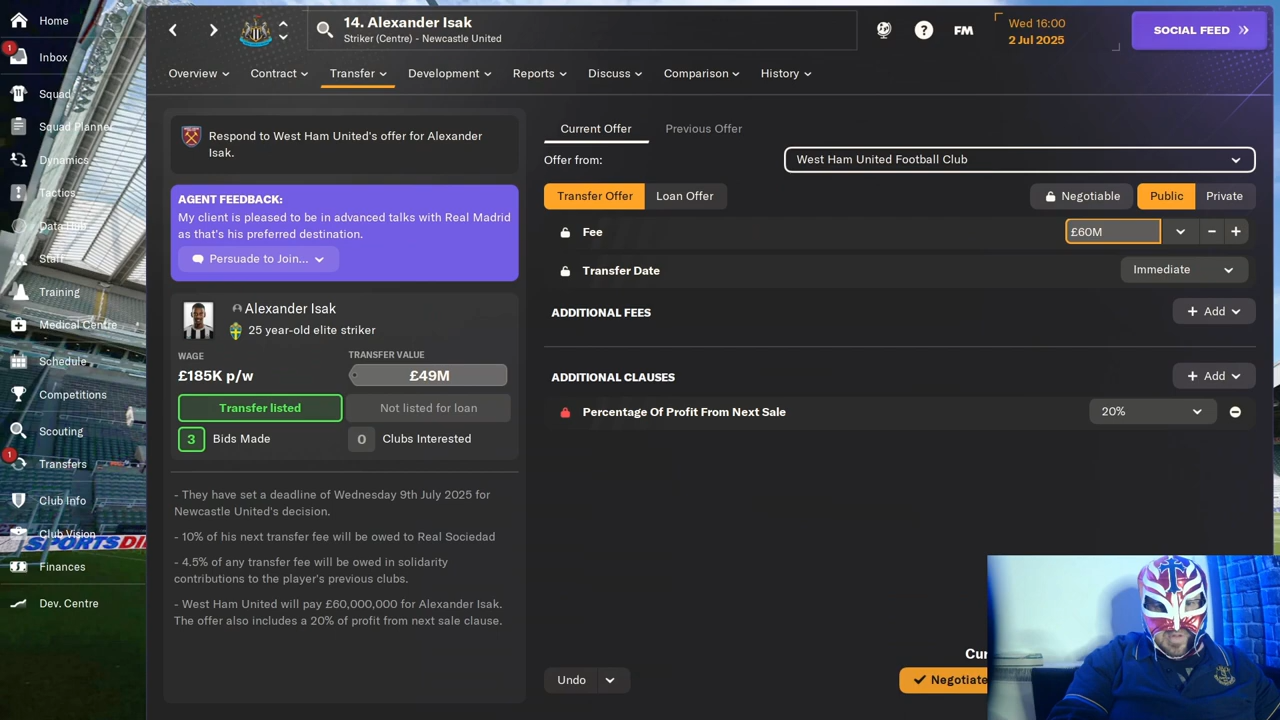 Home
14. Alexander Isak
Striker (Centre) - Newcastle United
?
FM
Wed 16:00
2 Jul 2025
SOCIAL FEED
1
Inbox
Squad
Squad Planner
Dynamics
Tactics
Data Hub
Staff
Training
Medical Centre
Schedule
Competitions
Scouting
1
Transfers
Club Info
Club Vision
SPORTSDIR
Finances
Dev. Centre
Overview
Contract
Transfer
Development
Reports
Discuss
Comparison
History
Respond to West Ham United's offer for Alexander
Isak.
AGENT FEEDBACK:
My client is pleased to be in advanced talks with Real Madrid
as that's his preferred destination.
Persuade to Join...
Alexander Isak
25 year-old elite striker
WAGE
TRANSFER VALUE
£185K p/w
£49M
Transfer listed
Not listed for loan
3 Bids Made
0 Clubs Interested
- They have set a deadline of Wednesday 9th July 2025 for
Newcastle United's decision.
- 10% of his next transfer fee will be owed to Real Sociedad
- 4.5% of any transfer fee will be owed in solidarity
contributions to the player's previous clubs.
- West Ham United will pay £60,000,000 for Alexander Isak.
The offer also includes a 20% of profit from next sale clause.
Current Offer
Previous Offer
Offer from:
West Ham United Football Club
Transfer Offer
Loan Offer
Negotiable
Public
Private
Fee
£60M
Transfer Date
Immediate
ADDITIONAL FEES
Add
ADDITIONAL CLAUSES
Add
Percentage Of Profit From Next Sale
20%
Undo
Cur
Negotiate